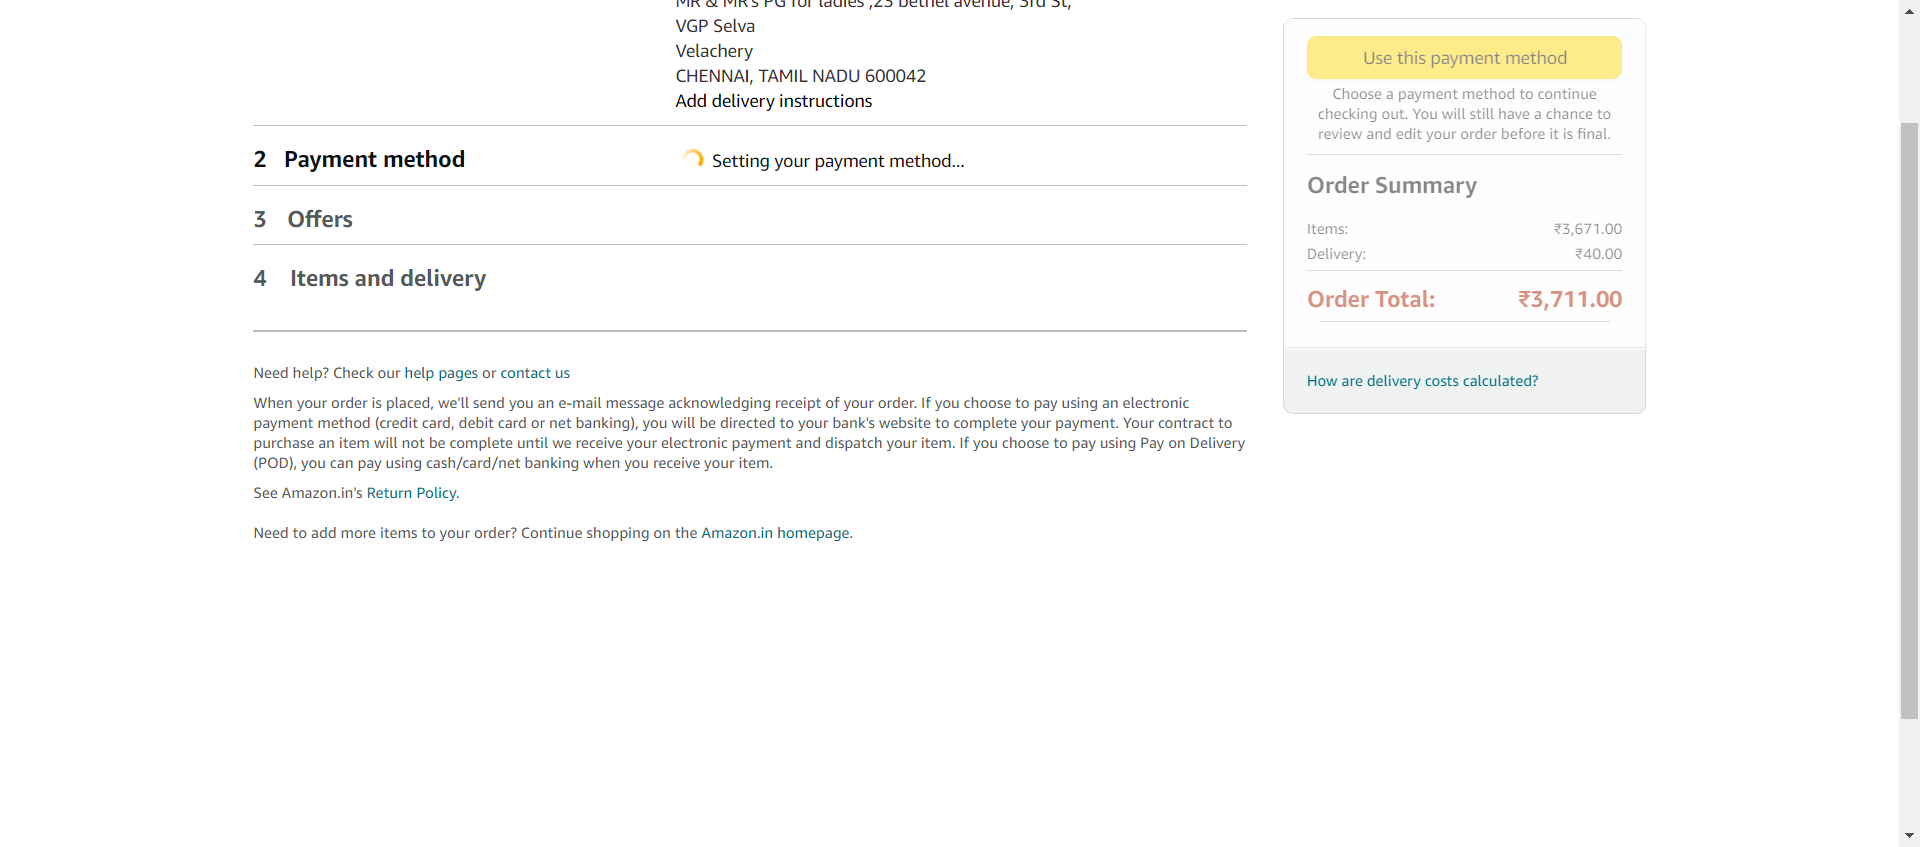 MR & MR's PG for ladies ,23 bethel avenue, 3rd St,
VGP Selva
Velachery
CHENNAI, TAMIL NADU 600042
Add delivery instructions
2 Payment method
Setting your payment method...
3 Offers
4 Items and delivery
Need help? Check our help pages or contact us
When your order is placed, we'll send you an e-mail message acknowledging receipt of your order. If you choose to pay using an electronic
payment method (credit card, debit card or net banking), you will be directed to your bank's website to complete your payment. Your contract to
purchase an item will not be complete until we receive your electronic payment and dispatch your item. If you choose to pay using Pay on Delivery
(POD), you can pay using cash/card/net banking when you receive your item.
See Amazon.in's Return Policy.
Need to add more items to your order? Continue shopping on the Amazon.in homepage.
Use this payment method
Choose a payment method to continue
checking out. You will still have a chance to
review and edit your order before it is final.
Order Summary
Items: ₹3,671.00
Delivery: ₹40.00
Order Total: ₹3,711.00
How are delivery costs calculated?